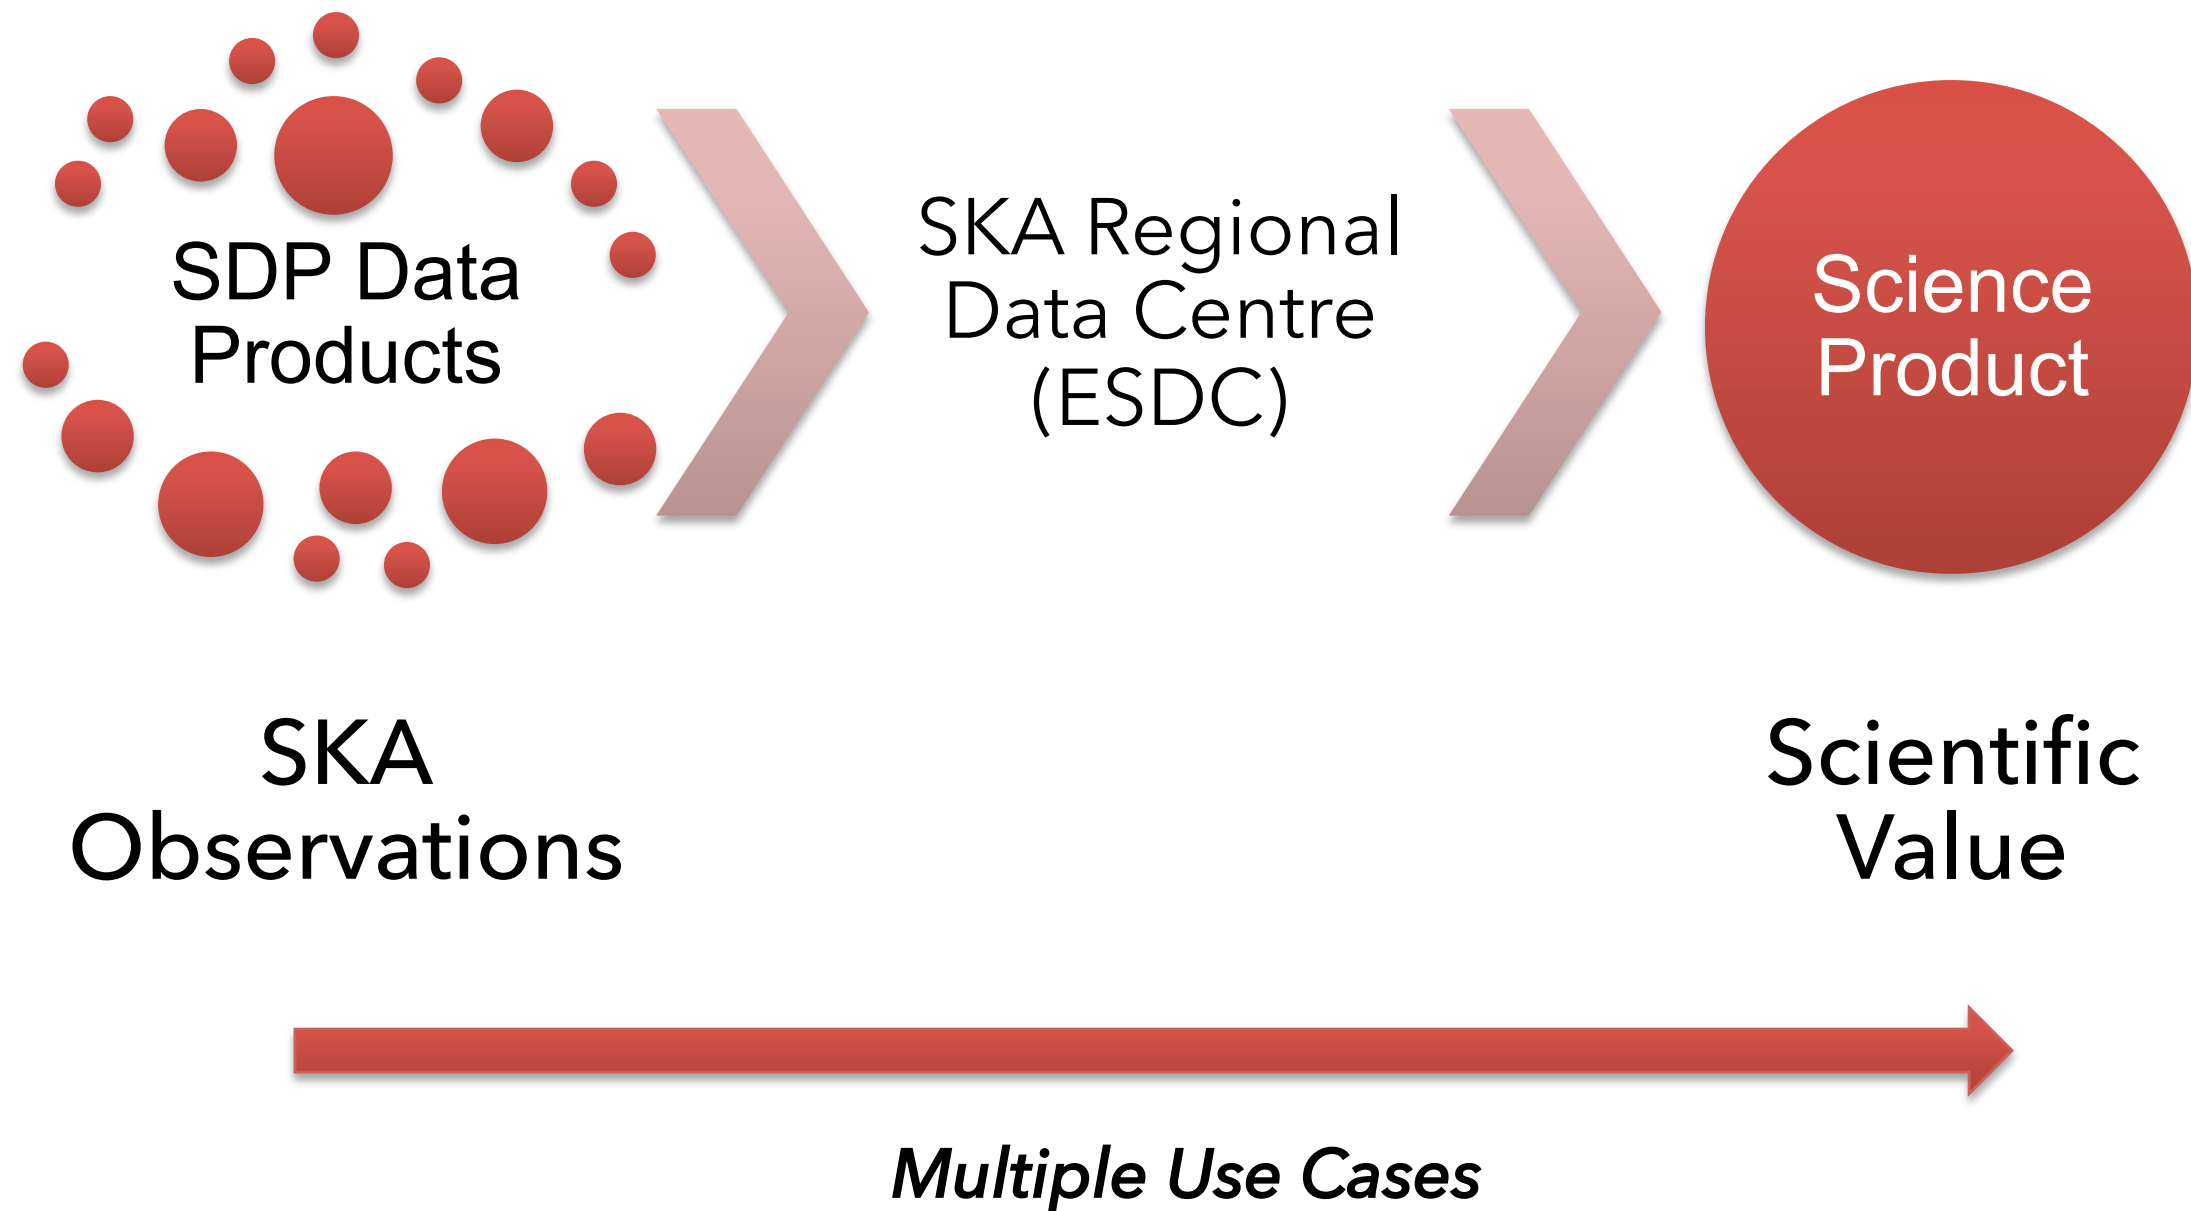 SDP Data
Products
SKA Regional
Data Centre
(ESDC)
Science
Product
SKA
Observations
Scientific
Value
Multiple Use Cases